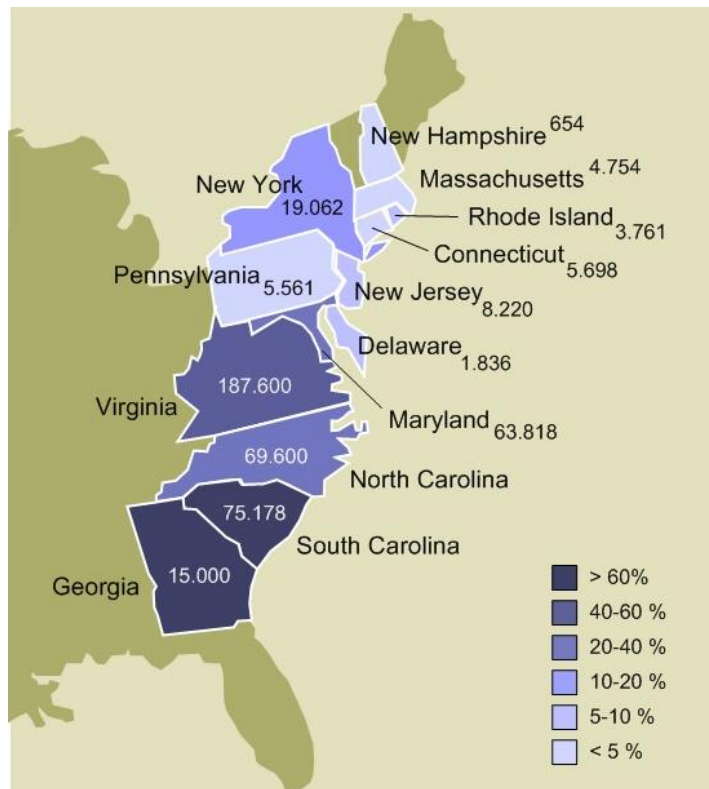 New Hampshire 654
Massachusetts 4.754
New York
19.062
Rhode Island 3.761
Connecticut 5.698
Pennsylvania 5.561
New Jersey 8.220
Delaware 1.836
187.600
Virginia
Maryland 63.818
69.600
North Carolina
75.178
South Carolina
15.000
Georgia
> 60%
40-60 %
20-40 %
10-20 %
5-10 %
< 5 %